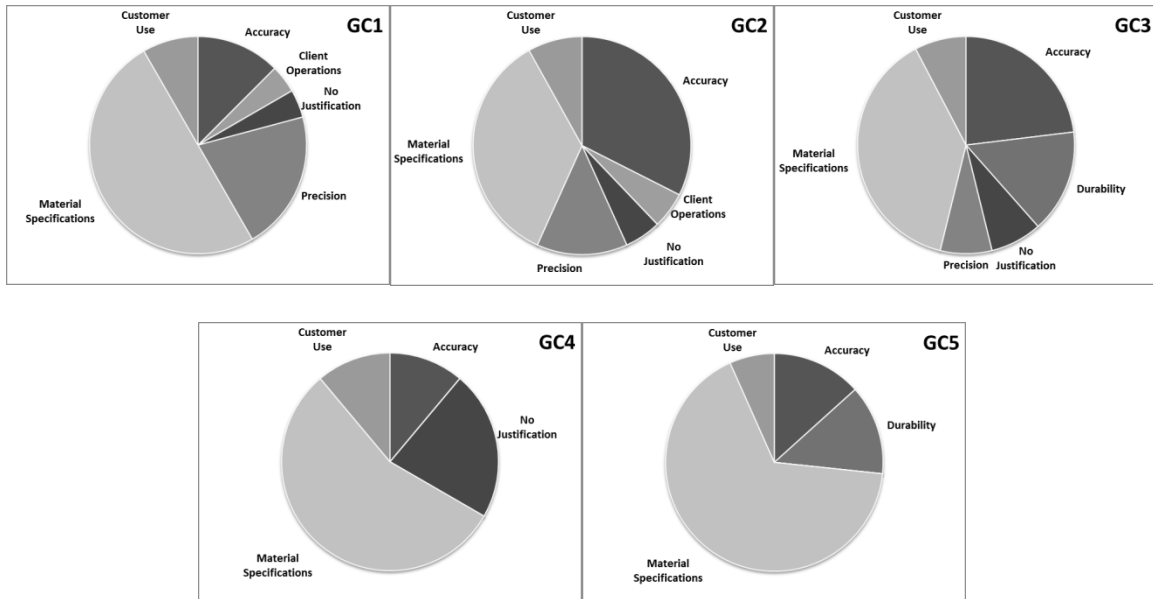 GC1
Customer
Use
Accuracy
Client
Operations
No
Justification
Precision
Material
Specifications
GC2
Customer
Use
Accuracy
Client
Operations
No
Justification
Precision
Material
Specifications
GC3
Customer
Use
Accuracy
Durability
No
Justification
Precision
Material
Specifications
GC4
Customer
Use
Accuracy
No
Justification
Material
Specifications
GC5
Customer
Use
Accuracy
Durability
Material
Specifications